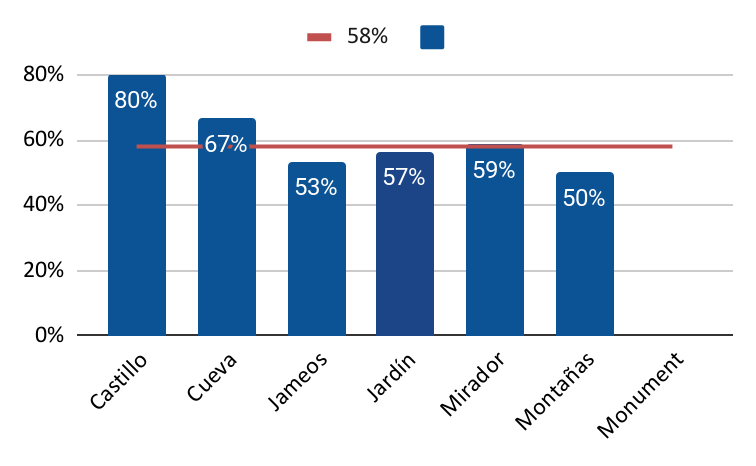 58%
80%
60%
40%
20%
0%
80%
67%
53%
57%
59%
50%
Castillo
Cueva
Jameos
Jardín
Mirador
Montañas
Monument